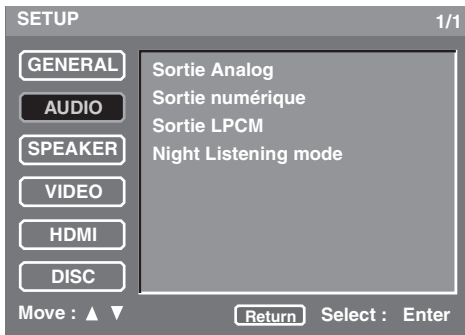 SETUP 1/1
GENERAL
AUDIO
SPEAKER
VIDEO
HDMI
DISC
Sortie Analog
Sortie numérique
Sortie LPCM
Night Listening mode
Move : ▲ ▼ Return Select : Enter